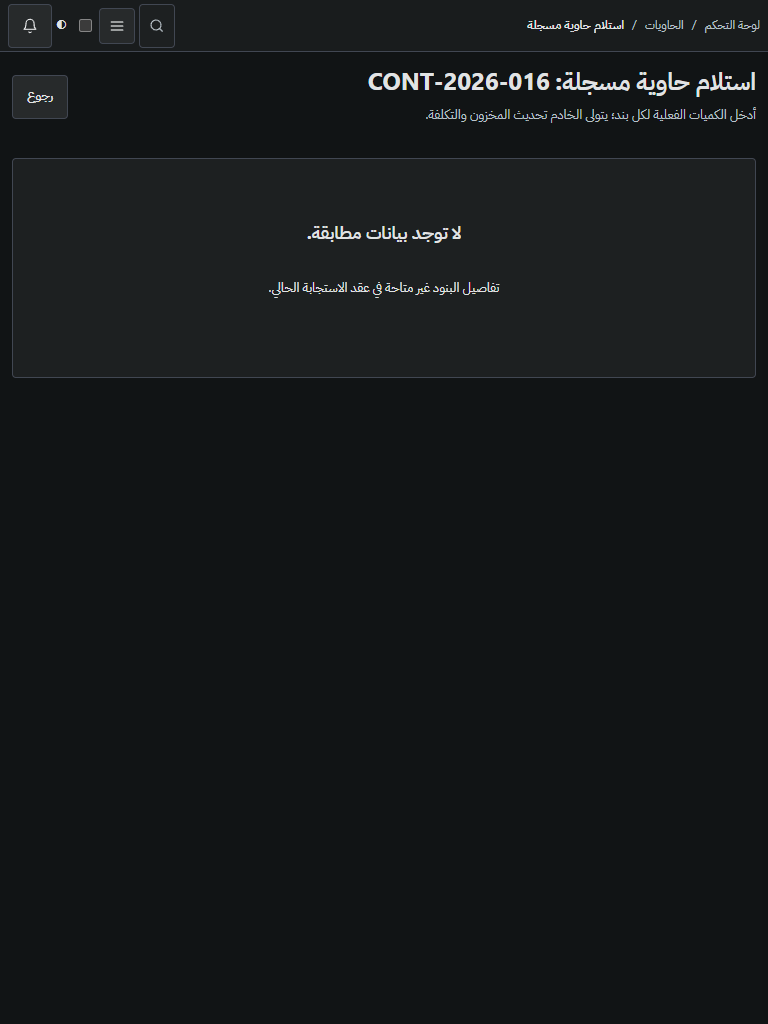 لوحة التحكم / الحاويات / استلام حاوية مسجلة
استلام حاوية مسجلة: CONT-2026-016
أدخل الكميات الفعلية لكل بند؛ يتولى الخادم تحديث المخزون والتكلفة.
رجوع
لا توجد بيانات مطابقة.
تفاصيل البنود غير متاحة في عقد الاستجابة الحالي.